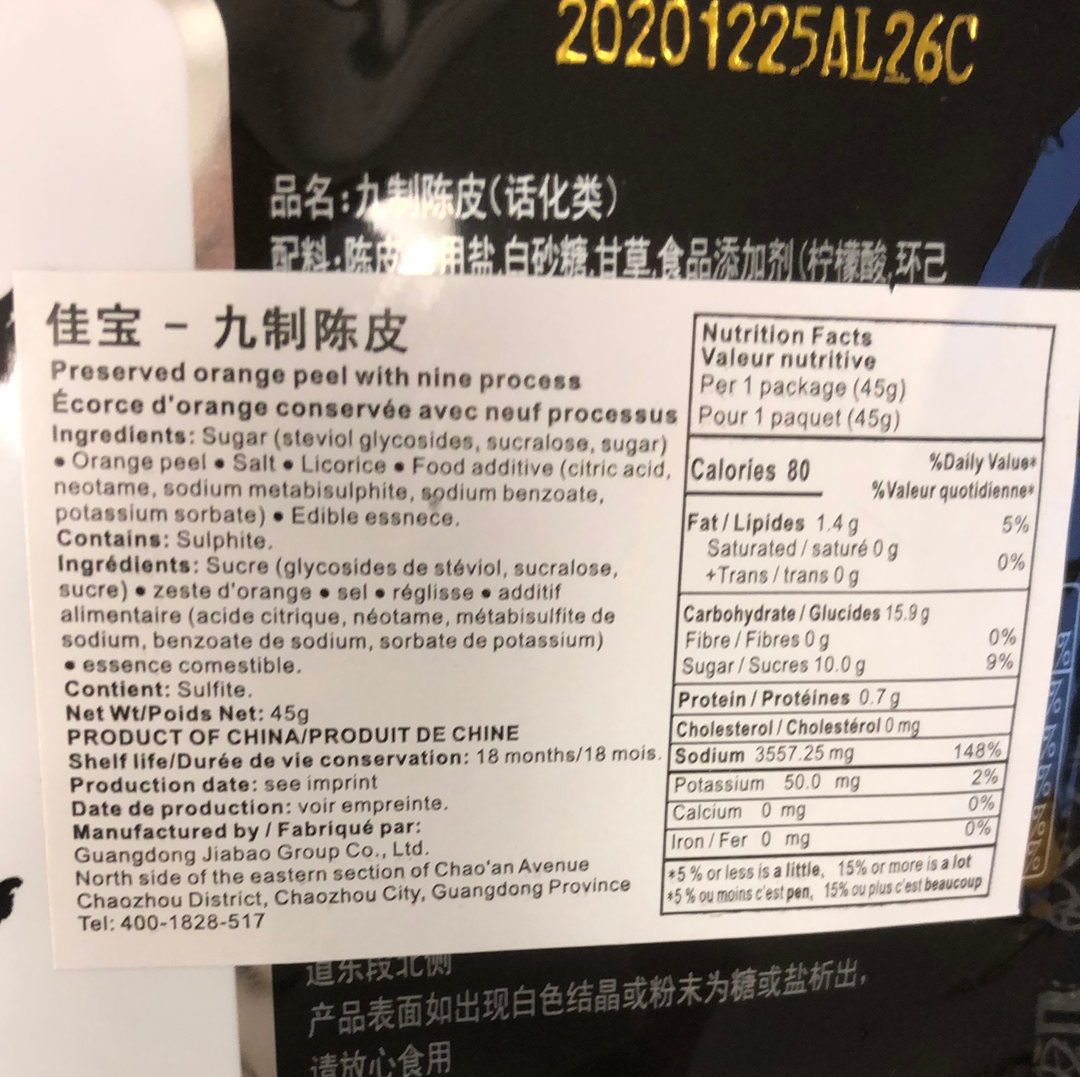 20201225AL26C
品名:九制陈皮(话化类)
配料:陈皮 用盐,白砂糖,甘草,食品添加剂(柠檬酸,环己
佳宝 - 九制陈皮
Preserved orange peel with nine process
Écorce d'orange conservée avec neuf processus
Ingredients: Sugar (steviol glycosides, sucralose, sugar)
• Orange peel • Salt • Licorice • Food additive (citric acid,
neotame, sodium metabisulphite, sodium benzoate,
potassium sorbate) • Edible essnece.
Contains: Sulphite.
Ingrédients: Sucre (glycosides de stéviol, sucralose,
sucre) • zeste d'orange • sel • réglisse • additif
alimentaire (acide citrique, néotame, métabisulfite de
sodium, benzoate de sodium, sorbate de potassium)
• essence comestible.
Contient: Sulfite.
Net Wt/Poids Net: 45g
PRODUCT OF CHINA/PRODUIT DE CHINE
Shelf life/Durée de vie conservation: 18 months/18 mois.
Production date: see imprint
Date de production: voir empreinte.
Manufactured by / Fabriqué par:
Guangdong Jiabao Group Co., Ltd.
North side of the eastern section of Chao'an Avenue
Chaozhou District, Chaozhou City, Guangdong Province
Tel: 400-1828-517
Nutrition Facts
Valeur nutritive
Per 1 package (45g)
Pour 1 paquet (45g)
Calories 80
%Daily Value*
%Valeur quotidienne*
Fat / Lipides 1.4 g 5%
Saturated / saturé 0 g
+Trans / trans 0 g 0%
Carbohydrate / Glucides 15.9 g
Fibre / Fibres 0 g 0%
Sugar / Sucres 10.0 g 9%
Protein / Protéines 0.7 g
Cholesterol / Cholestérol 0 mg
Sodium 3557.25 mg 148%
Potassium 50.0 mg 2%
Calcium 0 mg 0%
Iron / Fer 0 mg 0%
*5 % or less is a little, 15% or more is a lot
*5 % ou moins c'est pen, 15% ou plus c'est beaucoup
道东段北侧
产品表面如出现白色结晶或粉末为糖或盐析出,
请放心食用